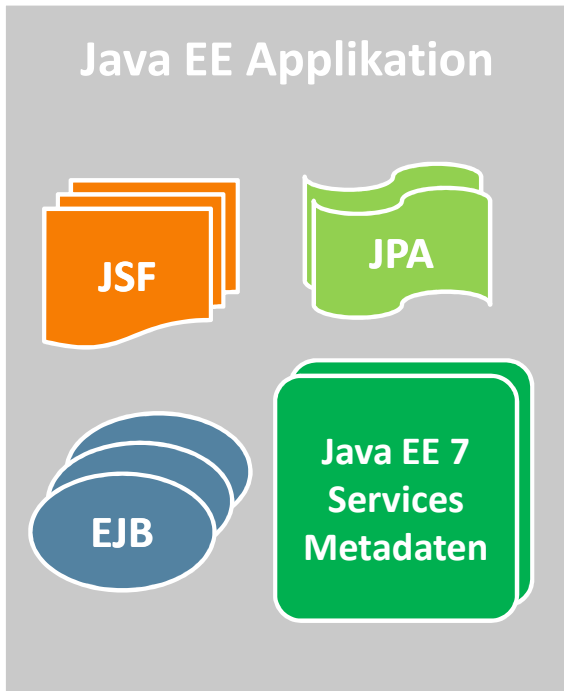 Java EE Applikation
JSF
JPA
EJB
Java EE 7
Services
Metadaten